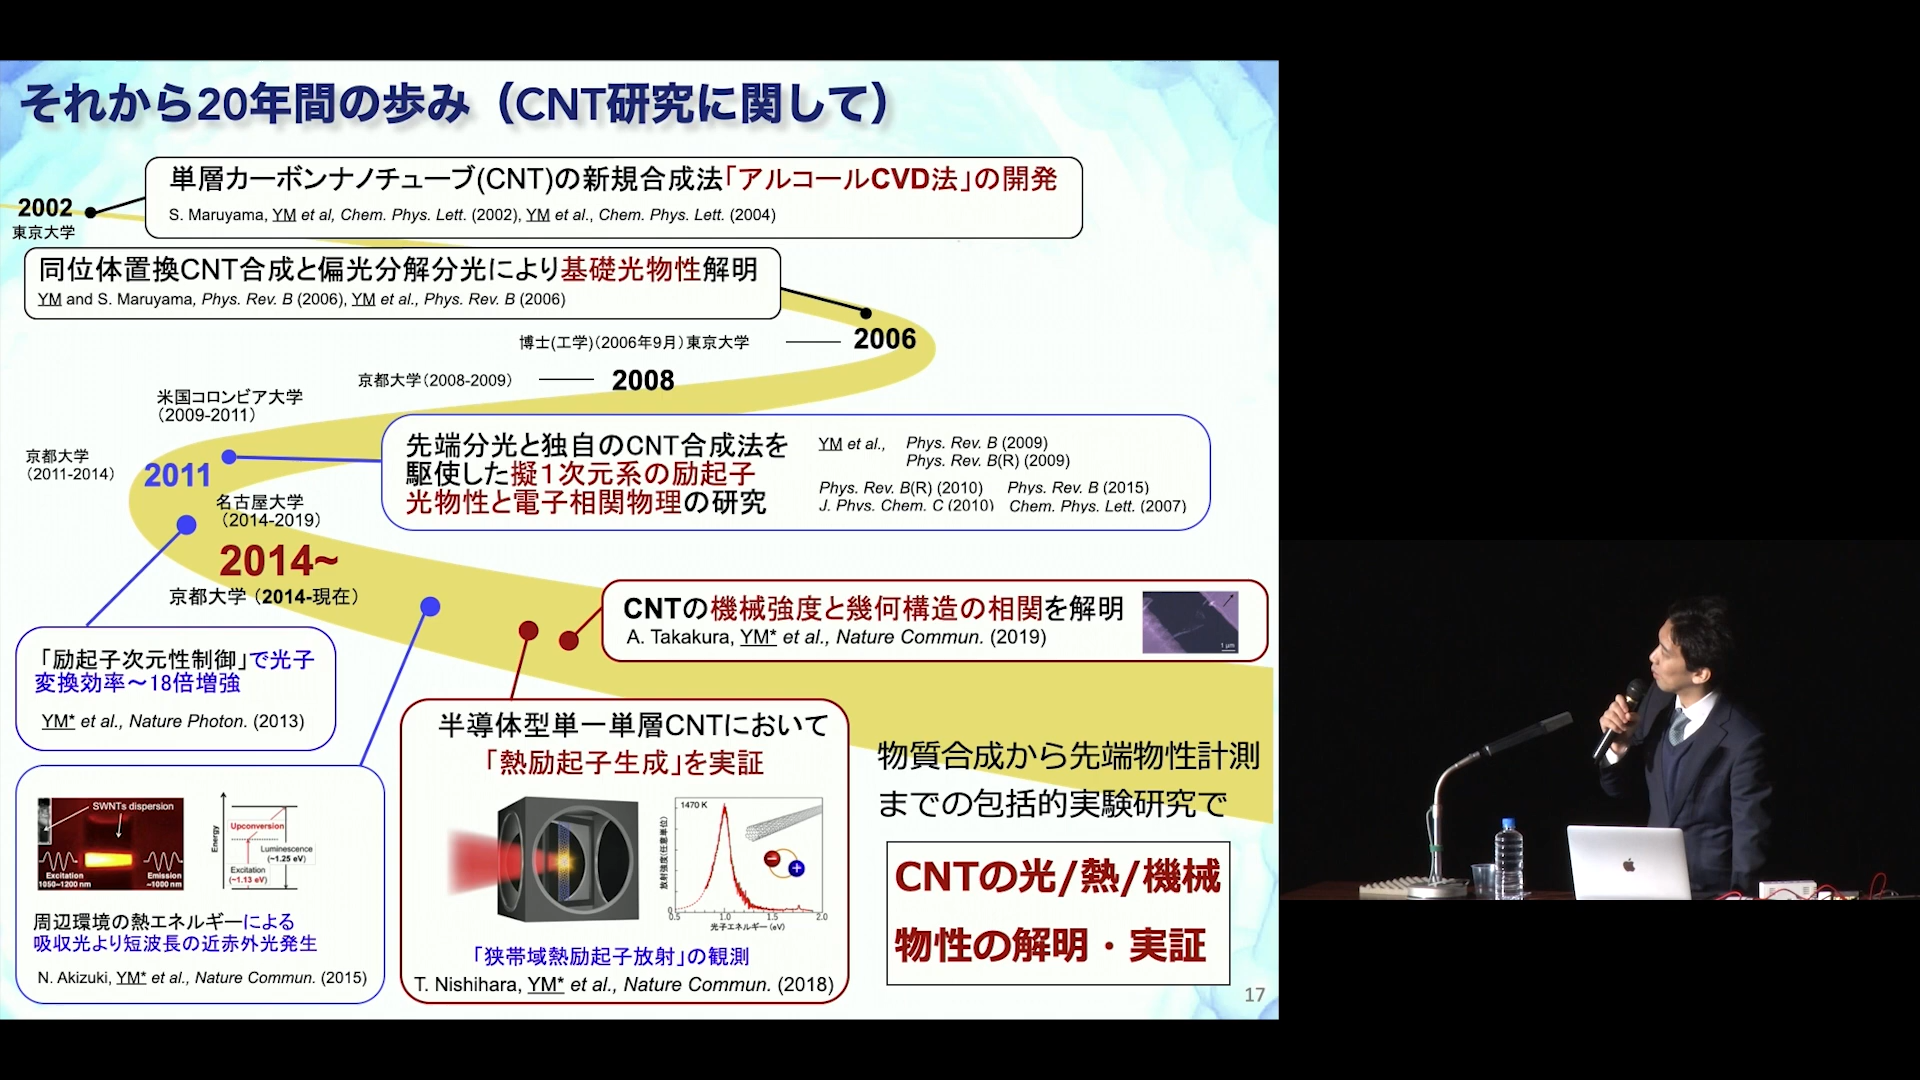 それから20年間の歩み（CNT研究に関して）
単層カーボンナノチューブ(CNT)の新規合成法「アルコールCVD法」の開発
S. Maruyama, YM et al, Chem. Phys. Lett. (2002), YM et al., Chem. Phys. Lett. (2004)
2002
東京大学
同位体置換CNT合成と偏光分解分光により基礎光物性解明
YM and S. Maruyama, Phys. Rev. B (2006), YM et al., Phys. Rev. B (2006)
2006
博士(工学)（2006年9月）東京大学
京都大学（2008-2009）
2008
米国コロンビア大学
（2009-2011）
京都大学
（2011-2014）
2011
先端分光と独自のCNT合成法を
駆使した擬１次元系の励起子
光物性と電子相関物理の研究
YM et al., Phys. Rev. B (2009)
Phys. Rev. B(R) (2009)
Phys. Rev. B(R) (2010) Phys. Rev. B (2015)
J. Phys. Chem. C (2010) Chem. Phys. Lett. (2007)
名古屋大学
（2014-2019）
2014~
京都大学（2014-現在）
CNTの機械強度と幾何構造の相関を解明
A. Takakura, YM* et al., Nature Commun. (2019)
1 μm
「励起子次元性制御」で光子
変換効率～18倍増強
YM* et al., Nature Photon. (2013)
SWNTs dispersion
Excitation
1050~1200 nm
Emission
~1000 nm
Energy
Upconversion
Luminescence
(~1.25 eV)
Excitation
(~1.13 eV)
周辺環境の熱エネルギーによる
吸収光より短波長の近赤外光発生
N. Akizuki, YM* et al., Nature Commun. (2015)
半導体型単一単層CNTにおいて
「熱励起子生成」を実証
1470 K
放射強度(任意単位)
0.5 1.0 1.5 2.0
光子エネルギー (eV)
「狭帯域熱励起子放射」の観測
T. Nishihara, YM* et al., Nature Commun. (2018)
物質合成から先端物性計測
までの包括的実験研究で
CNTの光/熱/機械
物性の解明・実証
17